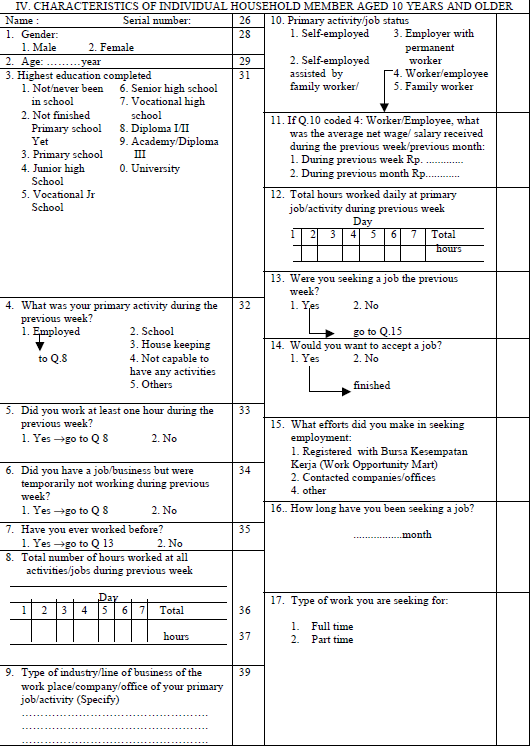 IV. CHARACTERISTICS OF INDIVIDUAL HOUSEHOLD MEMBER AGED 10 YEARS AND OLDER
Name : Serial number: 26
1. Gender: 28
1. Male 2. Female
2. Age: ………year 29
3. Highest education completed 31
1. Not/never been in school
2. Not finished Primary school Yet
3. Primary school
4. Junior high School
5. Vocational Jr School
6. Senior high school
7. Vocational high school
8. Diploma I/II
9. Academy/Diploma III
0. University
4. What was your primary activity during the 32
previous week?
1. Employed 2. School
3. House keeping
to Q.8 4. Not capable to
have any activities
5. Others
5. Did you work at least one hour during the 33
previous week?
1. Yes →go to Q 8 2. No
6. Did you have a job/business but were 34
temporarily not working during previous
week?
1. Yes →go to Q 8 2. No
7. Have you ever worked before? 35
1. Yes →go to Q 13 2. No
8. Total number of hours worked at all
activities/jobs during previous week
Day
1 2 3 4 5 6 7 Total 36
hours 37
9. Type of industry/line of business of the 39
work place/company/office of your primary
job/activity (Specify)
……………………………………………
……………………………………………
……………………………………………
10. Primary activity/job status
1. Self-employed
2. Self-employed
assisted by
family worker/
3. Employer with
permanent
worker
4. Worker/employee
5. Family worker
11. If Q.10 coded 4: Worker/Employee, what
was the average net wage/ salary received
during the previous week/previous month:
1. During previous week Rp. .............
2. During previous month Rp............
12. Total hours worked daily at primary
job/activity during previous week
Day
1 2 3 4 5 6 7 Total
hours
13. Were you seeking a job the previous
week?
1. Yes 2. No
go to Q.15
14. Would you want to accept a job?
1. Yes 2. No
finished
15. What efforts did you make in seeking
employment:
1. Registered with Bursa Kesempatan
Kerja (Work Opportunity Mart)
2. Contacted companies/offices
4. other
16.. How long have you been seeking a job?
.................month
17. Type of work you are seeking for:
1. Full time
2. Part time